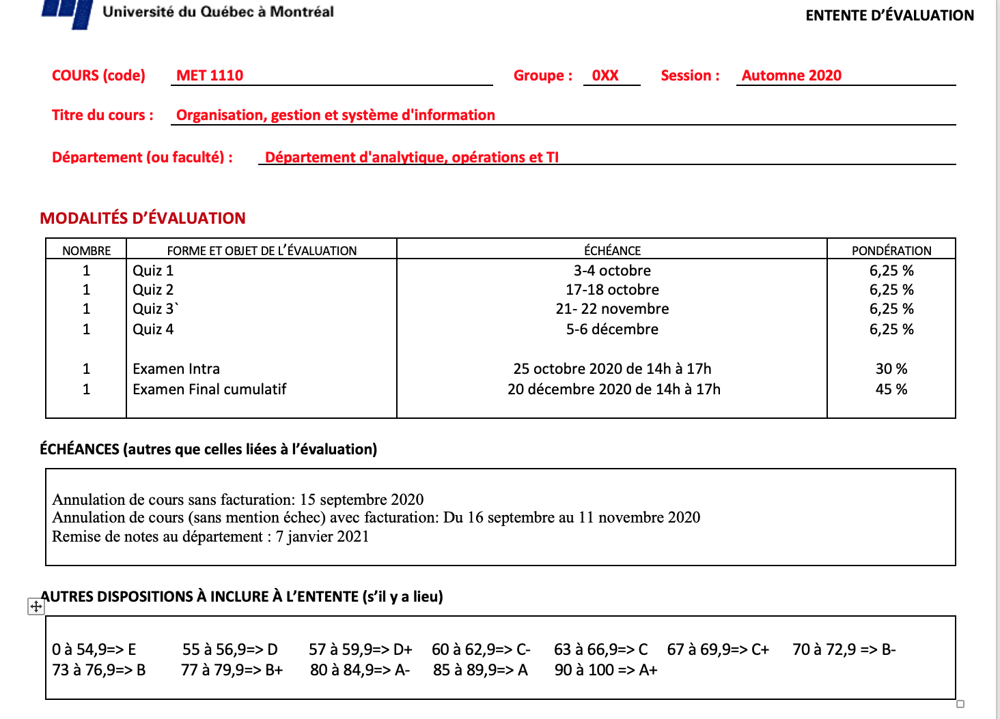 Université du Québec à Montréal
ENTENTE D’ÉVALUATION
COURS (code) MET 1110 Groupe : 0XX Session : Automne 2020
Titre du cours : Organisation, gestion et système d'information
Département (ou faculté) : Département d'analytique, opérations et TI
MODALITÉS D’ÉVALUATION
NOMBRE FORME ET OBJET DE L’ÉVALUATION ÉCHÉANCE PONDÉRATION
1 Quiz 1 3-4 octobre 6,25 %
1 Quiz 2 17-18 octobre 6,25 %
1 Quiz 3` 21- 22 novembre 6,25 %
1 Quiz 4 5-6 décembre 6,25 %
1 Examen Intra 25 octobre 2020 de 14h à 17h 30 %
1 Examen Final cumulatif 20 décembre 2020 de 14h à 17h 45 %
ÉCHÉANCES (autres que celles liées à l’évaluation)
Annulation de cours sans facturation: 15 septembre 2020
Annulation de cours (sans mention échec) avec facturation: Du 16 septembre au 11 novembre 2020
Remise de notes au département : 7 janvier 2021
AUTRES DISPOSITIONS À INCLURE À L’ENTENTE (s’il y a lieu)
0 à 54,9=> E 55 à 56,9=> D 57 à 59,9=> D+ 60 à 62,9=> C- 63 à 66,9=> C 67 à 69,9=> C+ 70 à 72,9 => B-
73 à 76,9=> B 77 à 79,9=> B+ 80 à 84,9=> A- 85 à 89,9=> A 90 à 100 => A+